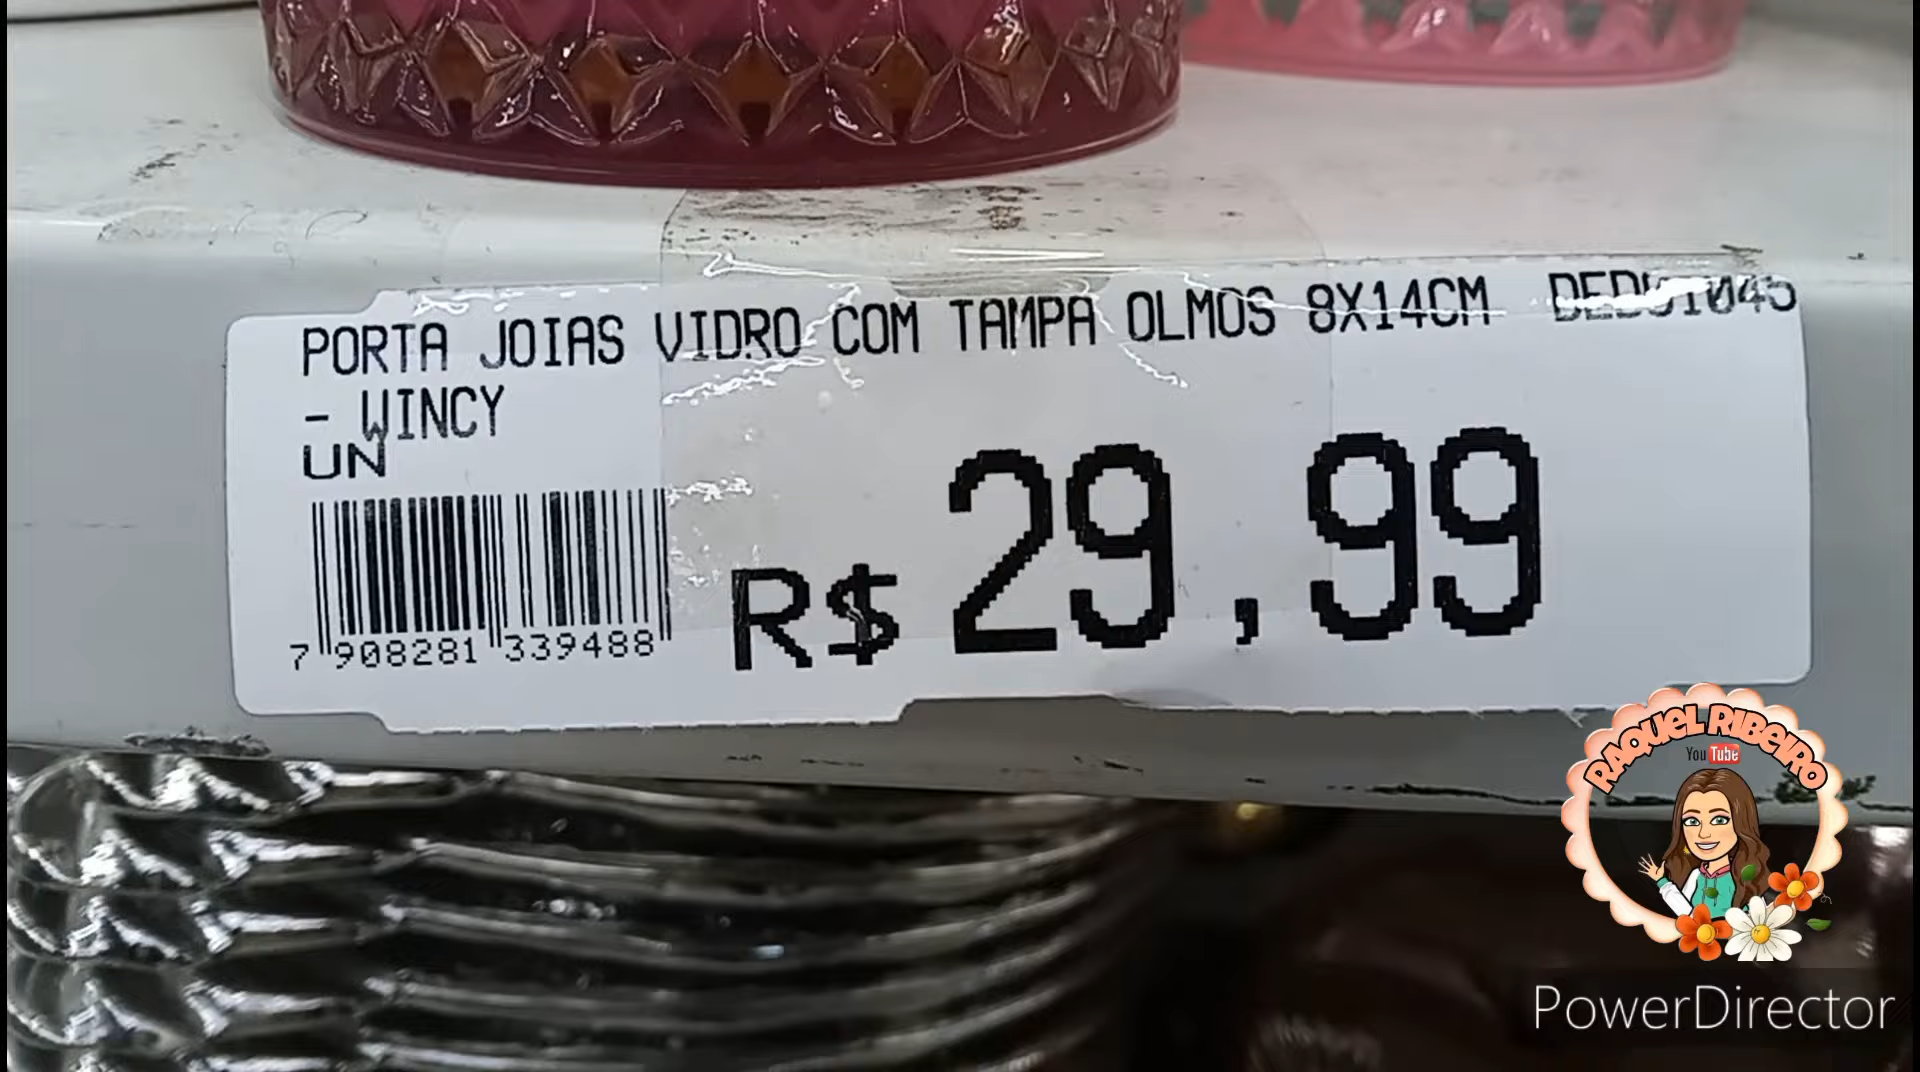 PORTA JOIAS VIDRO COM TAMPA OLMOS 8X14CM
- WINCY
UN
R$ 29,99
7 908281 339488
RAQUEL RIBEIRO
YouTube
PowerDirector